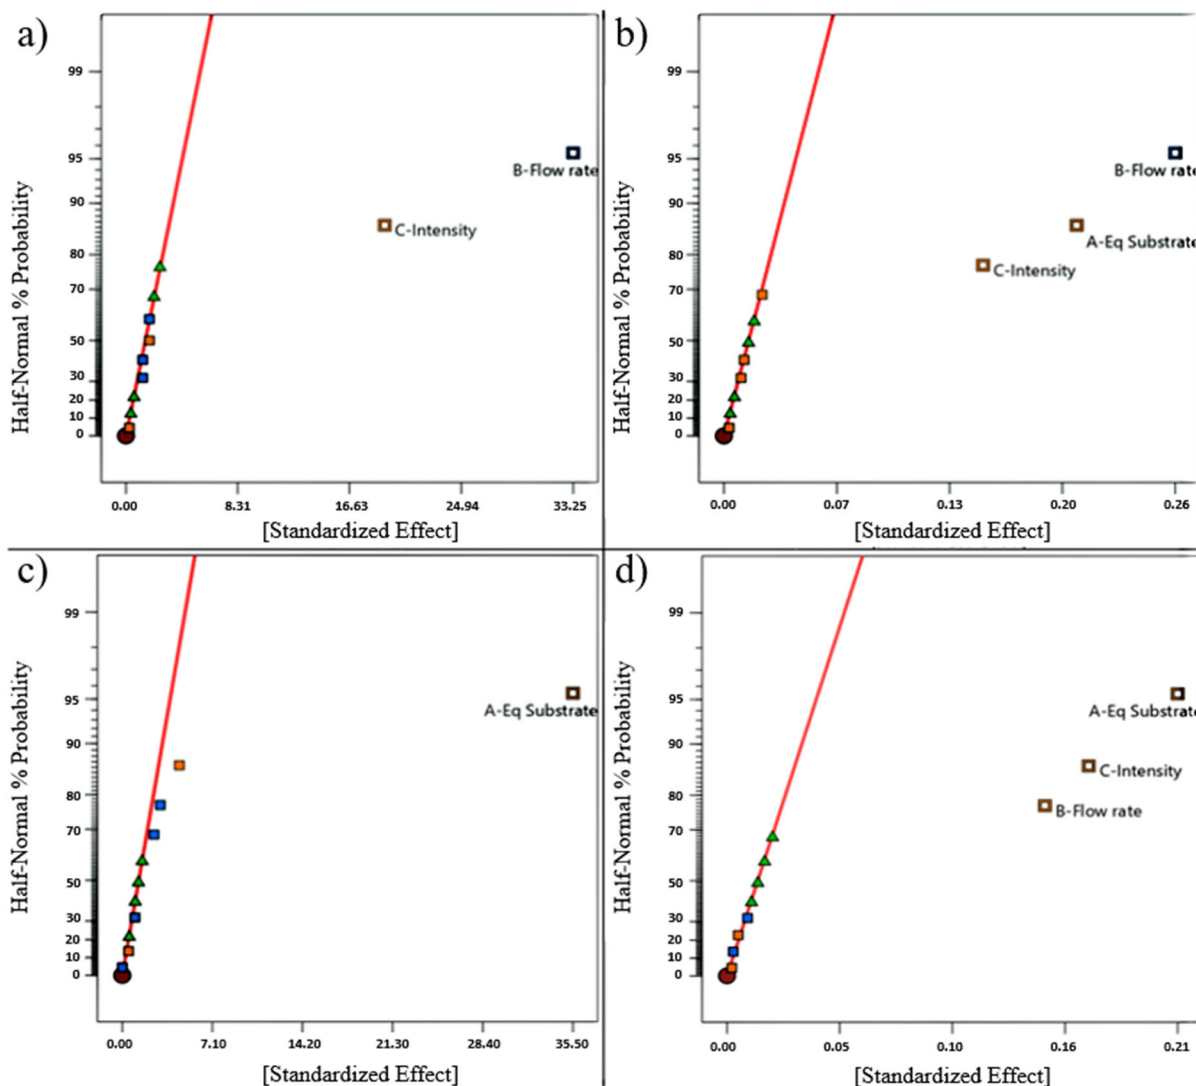 a)
99
95
90
80
70
50
30
20
10
0
Half-Normal % Probability
B-Flow rate
C-Intensity
0.00 8.31 16.63 24.94 33.25
[Standardized Effect]
b)
99
95
90
80
70
50
30
20
10
0
Half-Normal % Probability
B-Flow rate
A-Eq Substrate
C-Intensity
0.00 0.07 0.13 0.20 0.26
[Standardized Effect]
c)
99
95
90
80
70
50
30
20
10
0
Half-Normal % Probability
A-Eq Substrate
0.00 7.10 14.20 21.30 28.40 35.50
[Standardized Effect]
d)
99
95
90
80
70
50
30
20
10
0
Half-Normal % Probability
A-Eq Substrate
C-Intensity
B-Flow rate
0.00 0.05 0.10 0.16 0.21
[Standardized Effect]